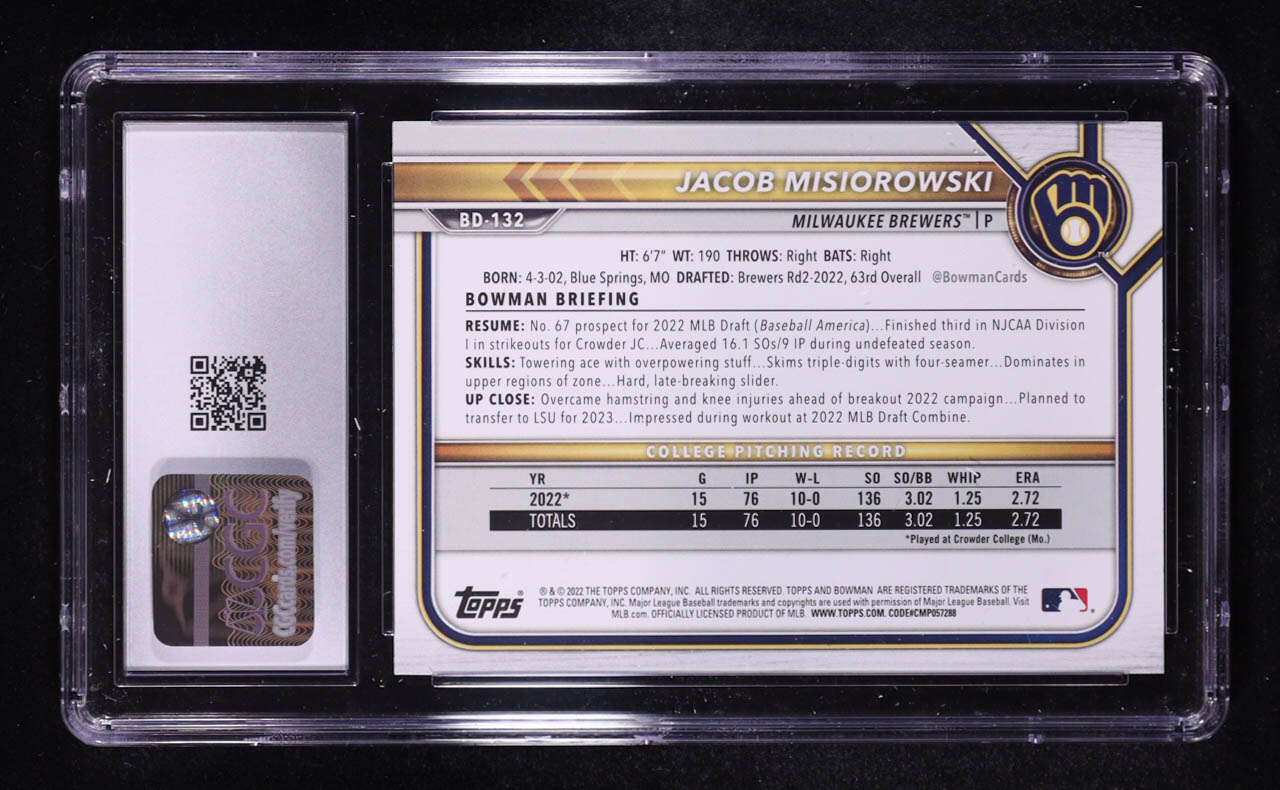 JACOB MISIOROWSKI
BD-132
MILWAUKEE BREWERS™ | P
HT: 6'7" WT: 190 THROWS: Right BATS: Right
BORN: 4-3-02, Blue Springs, MO DRAFTED: Brewers Rd2-2022, 63rd Overall @BowmanCards
BOWMAN BRIEFING
RESUME: No. 67 prospect for 2022 MLB Draft (Baseball America)...Finished third in NJCAA Division
I in strikeouts for Crowder JC...Averaged 16.1 SOs/9 IP during undefeated season.
SKILLS: Towering ace with overpowering stuff...Skims triple-digits with four-seamer...Dominates in
upper regions of zone...Hard, late-breaking slider.
UP CLOSE: Overcame hamstring and knee injuries ahead of breakout 2022 campaign...Planned to
transfer to LSU for 2023...Impressed during workout at 2022 MLB Draft Combine.
COLLEGE PITCHING RECORD
YR G IP W-L SO SO/BB WHIP ERA
2022* 15 76 10-0 136 3.02 1.25 2.72
TOTALS 15 76 10-0 136 3.02 1.25 2.72
*Played at Crowder College (Mo.)
TOPPS®
® & © 2022 THE TOPPS COMPANY, INC. ALL RIGHTS RESERVED. TOPPS AND BOWMAN ARE REGISTERED TRADEMARKS OF THE
TOPPS COMPANY, INC. Major League Baseball trademarks and copyrights are used with permission of Major League Baseball. Visit
MLB.com. OFFICIALLY LICENSED PRODUCT OF MLB. WWW.TOPPS.COM. CODE#CMP057288
CGC
CGCcards.com/verify